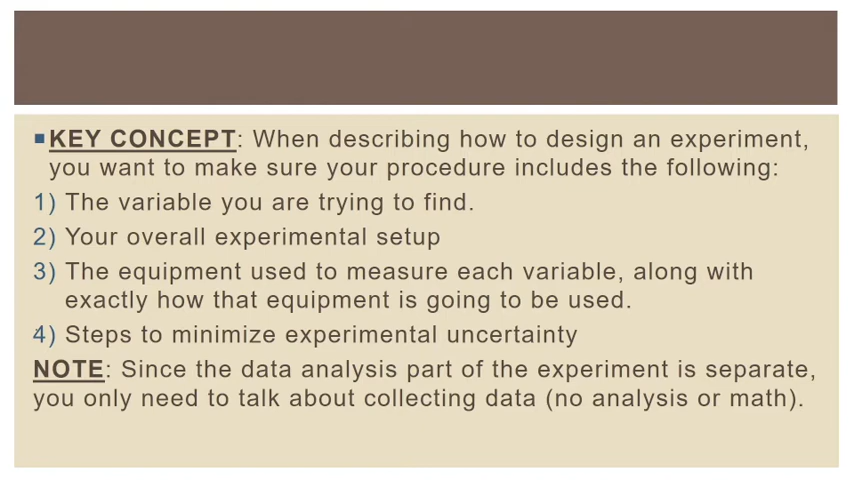 KEY CONCEPT: When describing how to design an experiment,
you want to make sure your procedure includes the following:
1) The variable you are trying to find.
2) Your overall experimental setup
3) The equipment used to measure each variable, along with
exactly how that equipment is going to be used.
4) Steps to minimize experimental uncertainty
NOTE: Since the data analysis part of the experiment is separate,
you only need to talk about collecting data (no analysis or math).